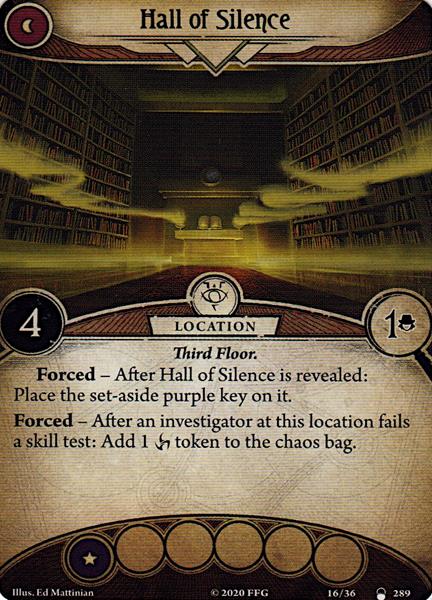 Hall of Silence
4
LOCATION
1
Third Floor.
Forced – After Hall of Silence is revealed:
Place the set-aside purple key on it.
Forced – After an investigator at this location fails
a skill test: Add 1 token to the chaos bag.
Illus. Ed Mattinian © 2020 FFG 16/36 289